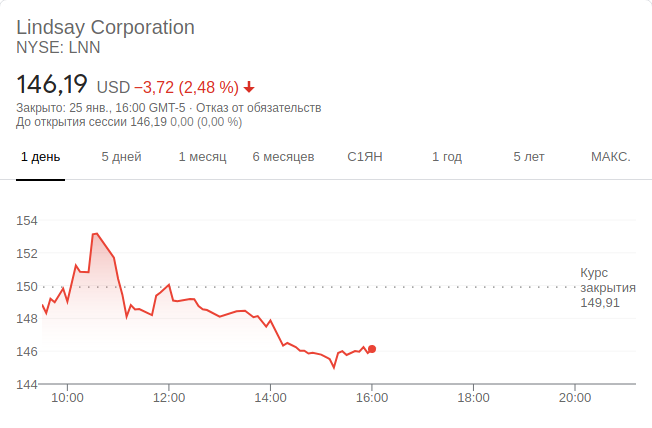 Lindsay Corporation
NYSE: LNN
146,19 USD −3,72 (2,48 %)
Закрыто: 25 янв., 16:00 GMT-5 · Отказ от обязательств
До открытия сессии 146,19 0,00 (0,00 %)
1 день 5 дней 1 месяц 6 месяцев С1ЯН 1 год 5 лет МАКС.
154
152
Курс
150 закрытия
149,91
148
146
144
10:00 12:00 14:00 16:00 18:00 20:00